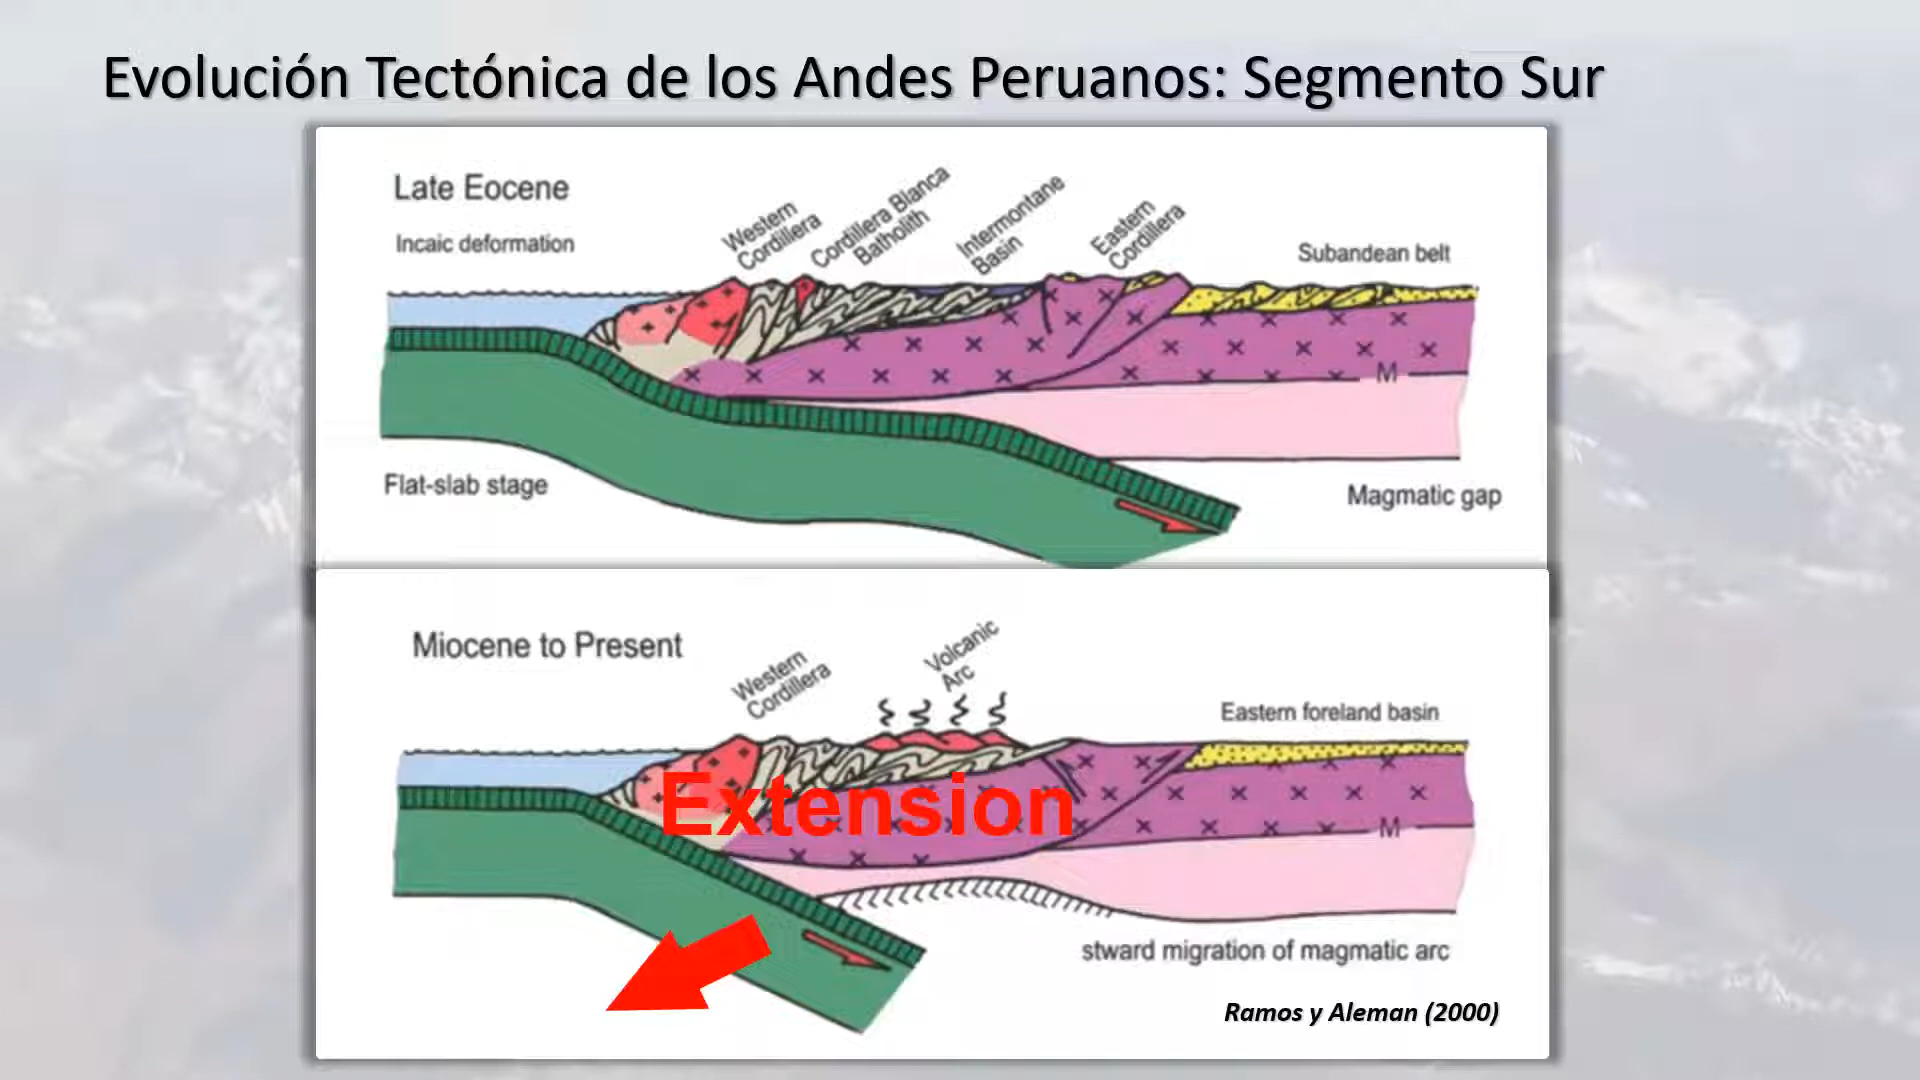 Evolución Tectónica de los Andes Peruanos: Segmento Sur
Late Eocene
Incaic deformation
Western
Cordillera
Cordillera Blanca
Batholith
Intermontane
Basin
Eastern
Cordillera
Subandean belt
M
Flat-slab stage
Magmatic gap
Miocene to Present
Western
Cordillera
Volcanic
Arc
Eastern foreland basin
Extension
M
stward migration of magmatic arc
Ramos y Aleman (2000)